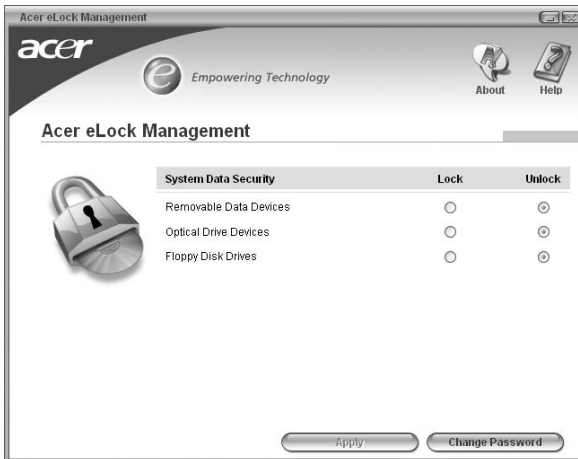 Acer eLock Management
acer
e Empowering Technology
About Help
Acer eLock Management
System Data Security Lock Unlock
Removable Data Devices
Optical Drive Devices
Floppy Disk Drives
Apply Change Password